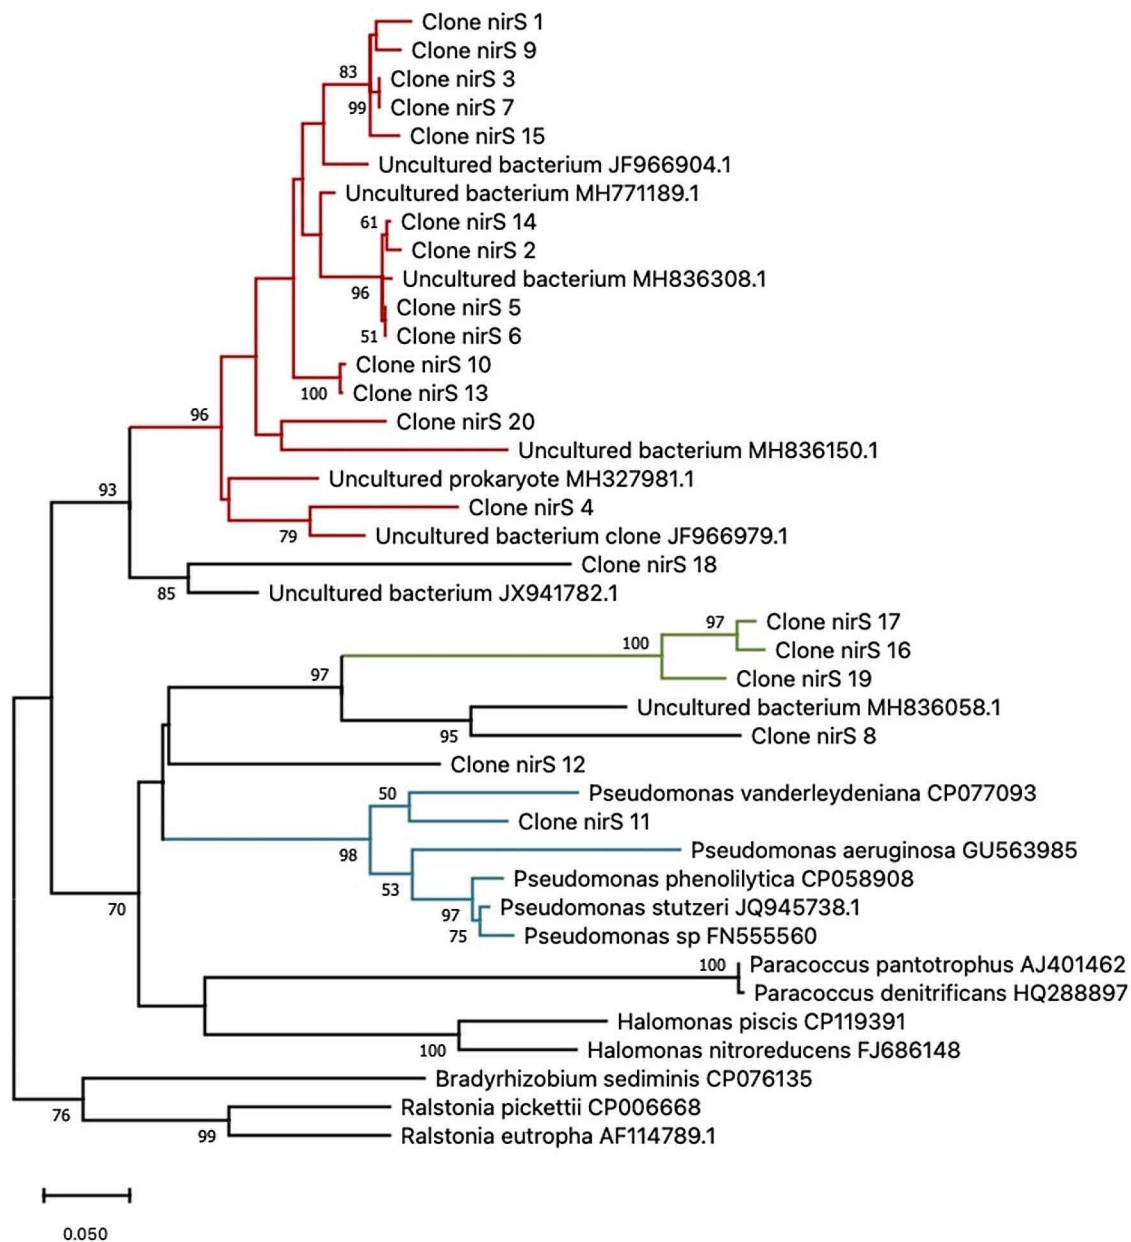 Clone nirS 1
Clone nirS 9
83
Clone nirS 3
99
Clone nirS 7
Clone nirS 15
Uncultured bacterium JF966904.1
Uncultured bacterium MH771189.1
61
Clone nirS 14
Clone nirS 2
Uncultured bacterium MH836308.1
96
Clone nirS 5
51
Clone nirS 6
Clone nirS 10
100
Clone nirS 13
96
Clone nirS 20
Uncultured bacterium MH836150.1
Uncultured prokaryote MH327981.1
93
Clone nirS 4
79
Uncultured bacterium clone JF966979.1
Clone nirS 18
85
Uncultured bacterium JX941782.1
97
Clone nirS 17
100
Clone nirS 16
97
Clone nirS 19
Uncultured bacterium MH836058.1
95
Clone nirS 8
Clone nirS 12
50
Pseudomonas vanderleydeniana CP077093
Clone nirS 11
98
Pseudomonas aeruginosa GU563985
53
Pseudomonas phenolilytica CP058908
70
97
Pseudomonas stutzeri JQ945738.1
75
Pseudomonas sp FN555560
100
Paracoccus pantotrophus AJ401462
Paracoccus denitrificans HQ288897
Halomonas piscis CP119391
100
Halomonas nitroreducens FJ686148
Bradyrhizobium sediminis CP076135
76
Ralstonia pickettii CP006668
99
Ralstonia eutropha AF114789.1
0.050